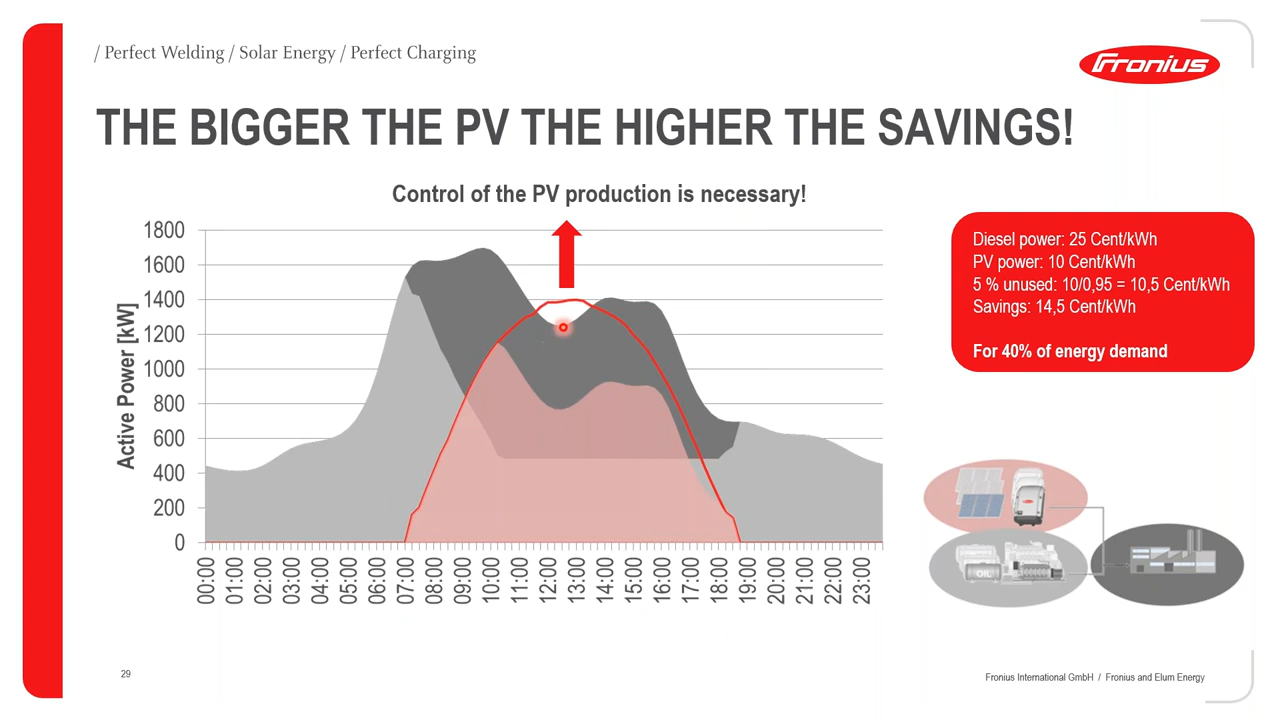 / Perfect Welding / Solar Energy / Perfect Charging
Fronius
THE BIGGER THE PV THE HIGHER THE SAVINGS!
Control of the PV production is necessary!
Active Power [kW]
1800
1600
1400
1200
1000
800
600
400
200
0
00:00 01:00 02:00 03:00 04:00 05:00 06:00 07:00 08:00 09:00 10:00 11:00 12:00 13:00 14:00 15:00 16:00 17:00 18:00 19:00 20:00 21:00 22:00 23:00
Diesel power: 25 Cent/kWh
PV power: 10 Cent/kWh
5 % unused: 10/0,95 = 10,5 Cent/kWh
Savings: 14,5 Cent/kWh
For 40% of energy demand
OIL
29
Fronius International GmbH / Fronius and Elum Energy